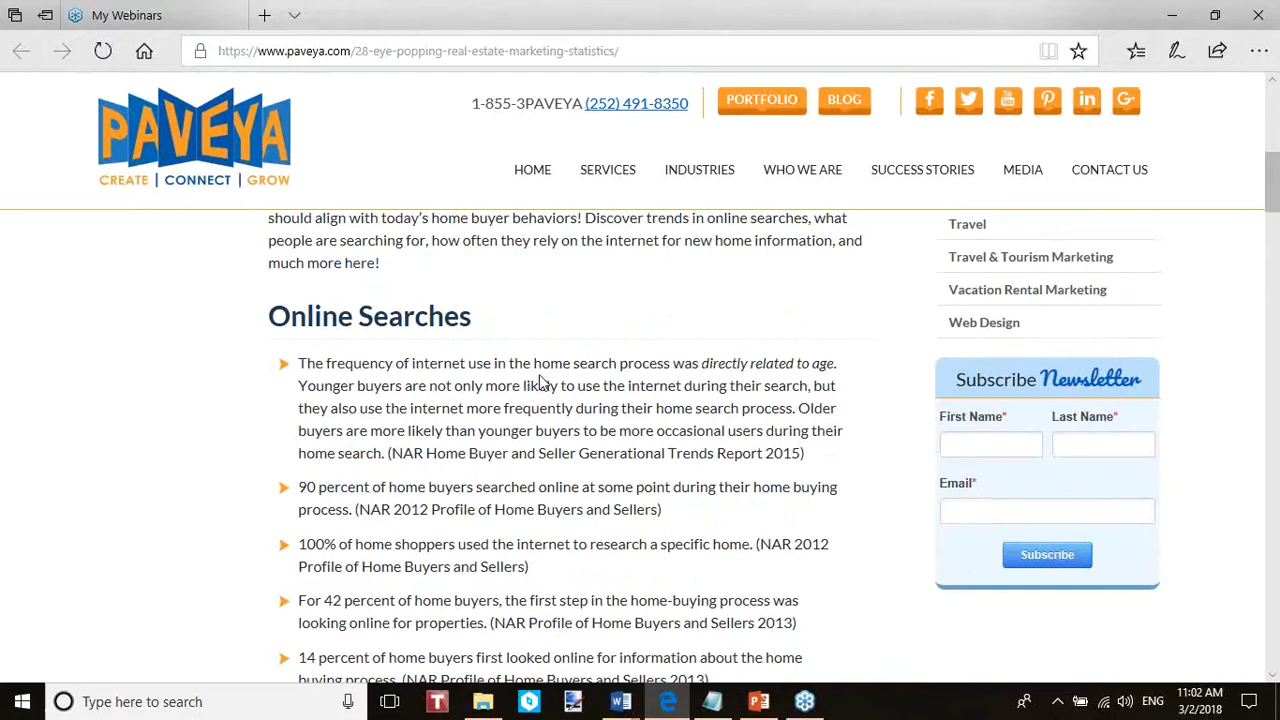 My Webinars
https://www.paveya.com/28-eye-popping-real-estate-marketing-statistics/
PAVEYA
CREATE | CONNECT | GROW
1-855-3PAVEYA (252) 491-8350
PORTFOLIO
BLOG
HOME
SERVICES
INDUSTRIES
WHO WE ARE
SUCCESS STORIES
MEDIA
CONTACT US
should align with today's home buyer behaviors! Discover trends in online searches, what
people are searching for, how often they rely on the internet for new home information, and
much more here!
Online Searches
The frequency of internet use in the home search process was directly related to age.
Younger buyers are not only more likely to use the internet during their search, but
they also use the internet more frequently during their home search process. Older
buyers are more likely than younger buyers to be more occasional users during their
home search. (NAR Home Buyer and Seller Generational Trends Report 2015)
90 percent of home buyers searched online at some point during their home buying
process. (NAR 2012 Profile of Home Buyers and Sellers)
100% of home shoppers used the internet to research a specific home. (NAR 2012
Profile of Home Buyers and Sellers)
For 42 percent of home buyers, the first step in the home-buying process was
looking online for properties. (NAR Profile of Home Buyers and Sellers 2013)
14 percent of home buyers first looked online for information about the home
buying process. (NAR Profile of Home Buyers and Sellers 2013)
Travel
Travel & Tourism Marketing
Vacation Rental Marketing
Web Design
Subscribe Newsletter
First Name*
Last Name*
Email*
Subscribe
Type here to search
ENG
11:02 AM
3/2/2018